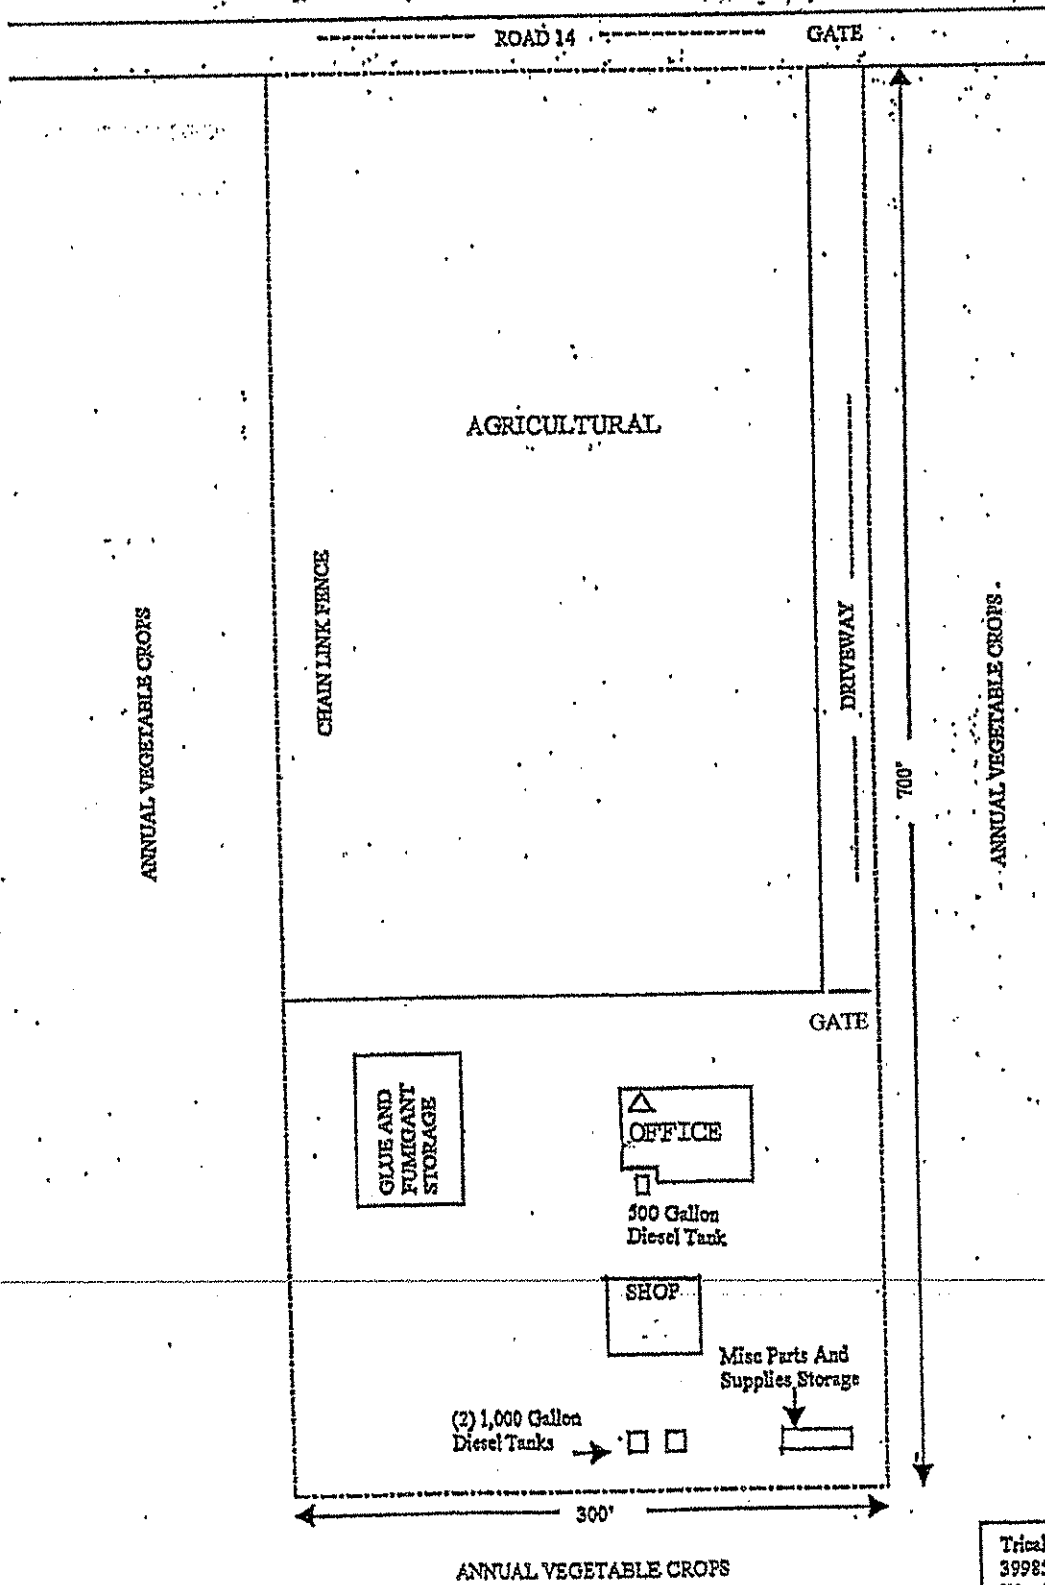 ROAD 14
GATE
AGRICULTURAL
CHAIN LINK FENCE
DRIVEWAY
ANNUAL VEGETABLE CROPS
ANNUAL VEGETABLE CROPS
700'
GATE
GLUE AND
FUMIGANT
STORAGE
OFFICE
500 Gallon
Diesel Tank
SHOP
Misc Parts And
Supplies Storage
(2) 1,000 Gallon
Diesel Tanks
300'
ANNUAL VEGETABLE CROPS
Trical
3998